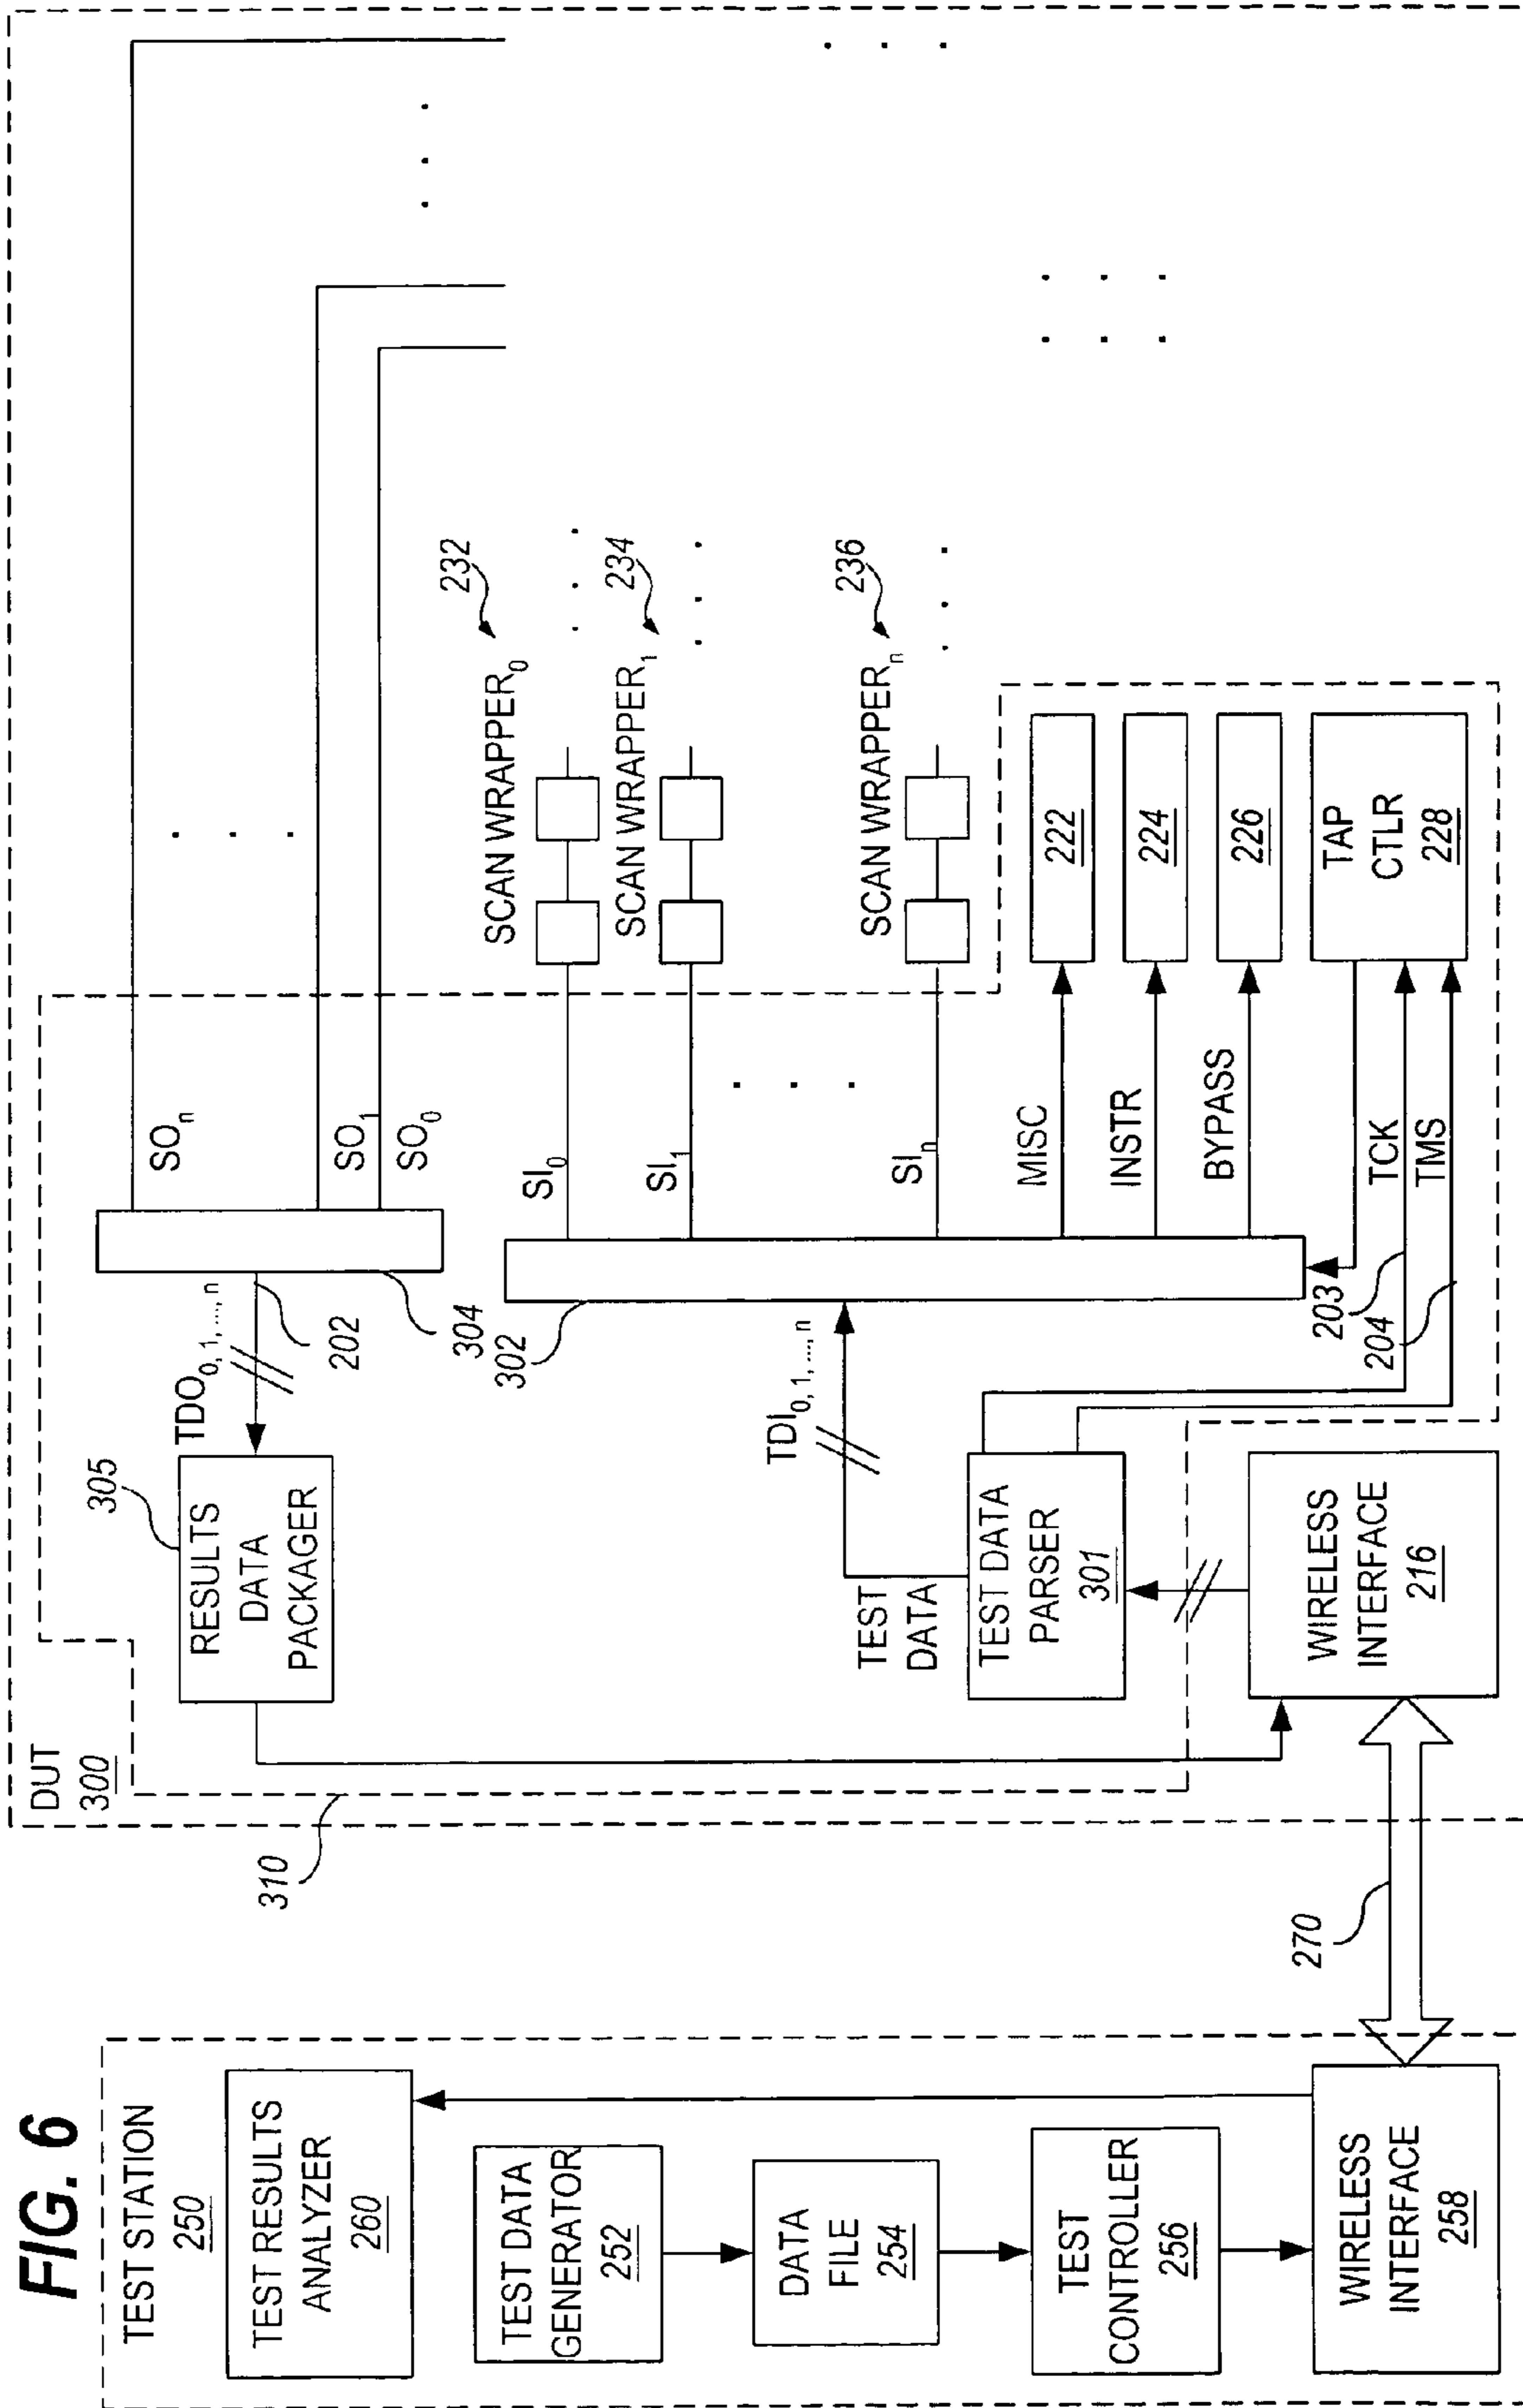 FIG. 6
TEST STATION
250
TEST RESULTS
ANALYZER
260
TEST DATA
GENERATOR
252
DATA
FILE
254
TEST
CONTROLLER
256
WIRELESS
INTERFACE
258
270
310
DUT
300
305
RESULTS
DATA
PACKAGER
TDO0, 1, ..., n
202
304
302
SOn
SO1
SO0
TEST
DATA
TDI0, 1, ..., n
TEST DATA
PARSER
301
WIRELESS
INTERFACE
216
SI0
SI1
SIn
SCAN WRAPPER0
232
SCAN WRAPPER1
234
SCAN WRAPPERn
236
MISC
222
INSTR
224
BYPASS
226
TCK
TMS
203
204
TAP
CTLR
228